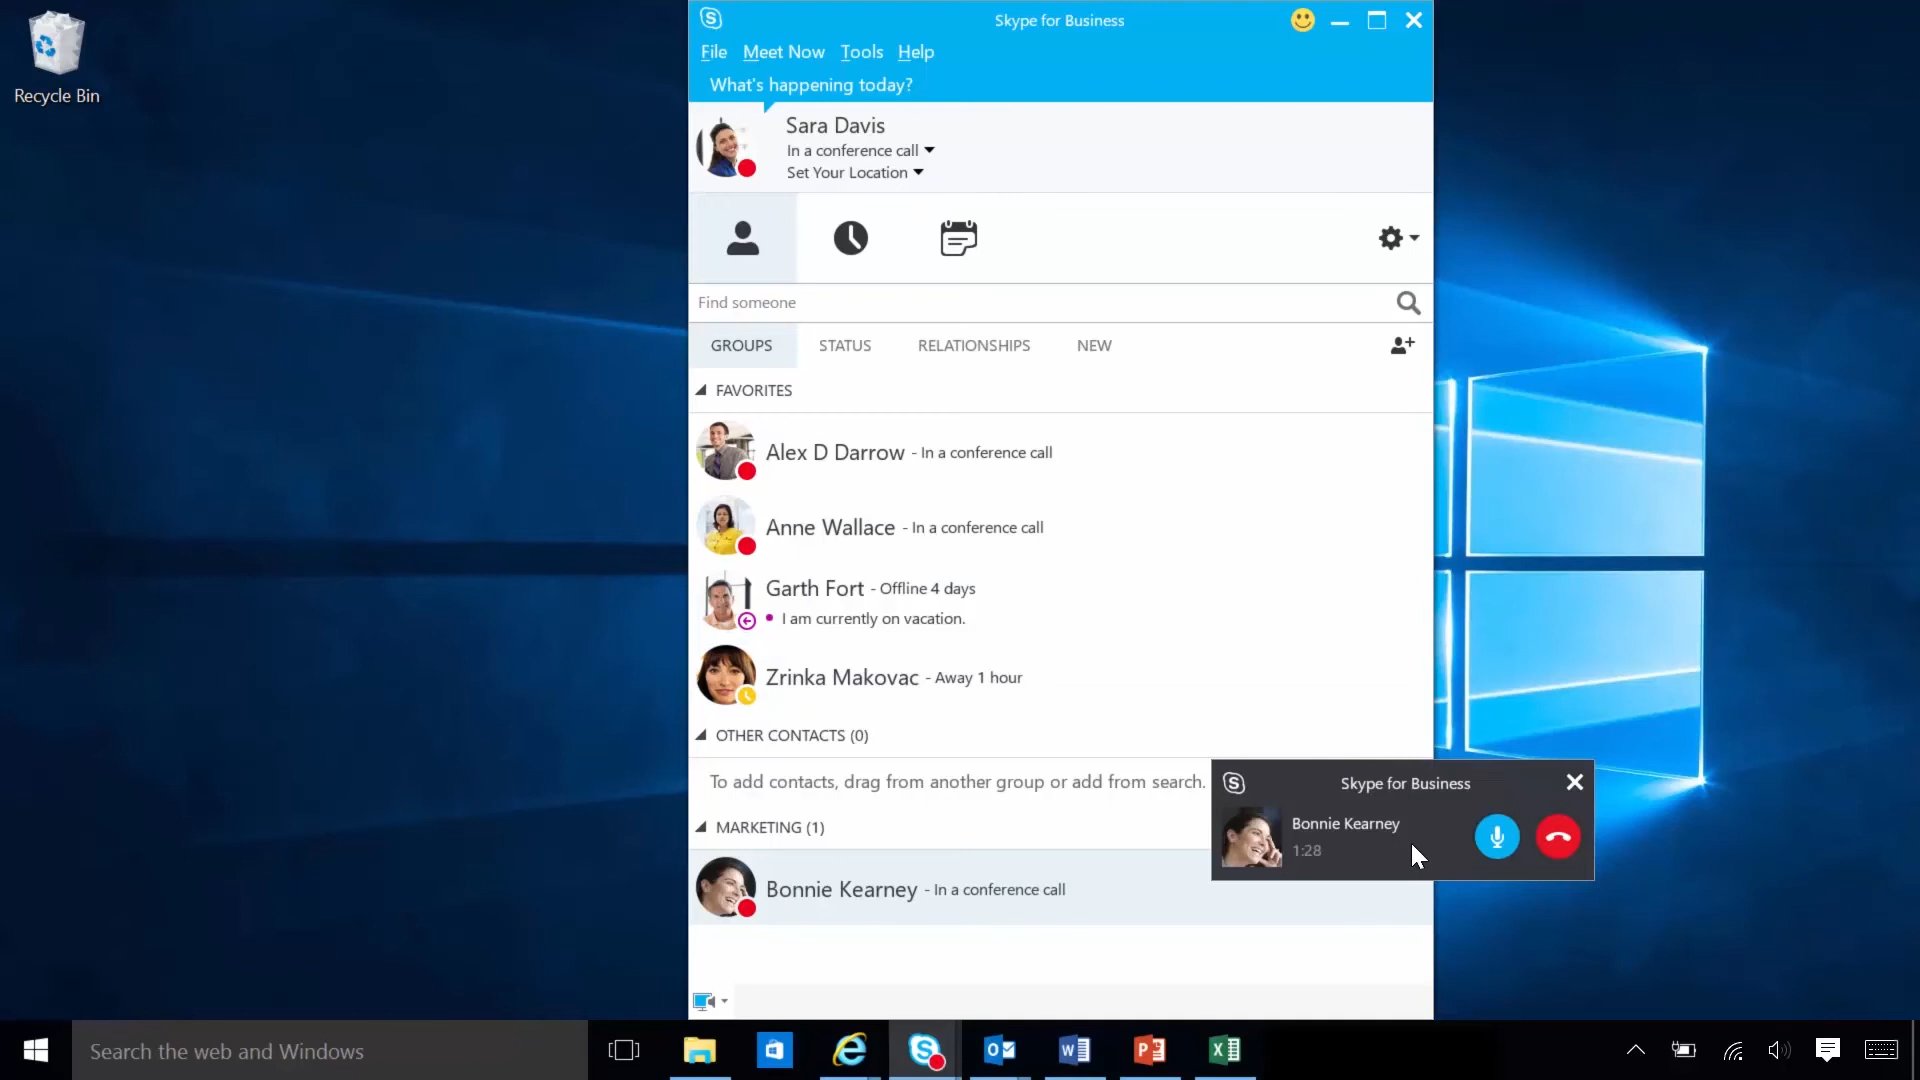 Recycle Bin
Skype for Business
File Meet Now Tools Help
What's happening today?
Sara Davis
In a conference call
Set Your Location
Find someone
GROUPS STATUS RELATIONSHIPS NEW
FAVORITES
Alex D Darrow - In a conference call
Anne Wallace - In a conference call
Garth Fort - Offline 4 days
I am currently on vacation.
Zrinka Makovac - Away 1 hour
OTHER CONTACTS (0)
To add contacts, drag from another group or add from search.
MARKETING (1)
Bonnie Kearney - In a conference call
Skype for Business
Bonnie Kearney
1:28
Search the web and Windows